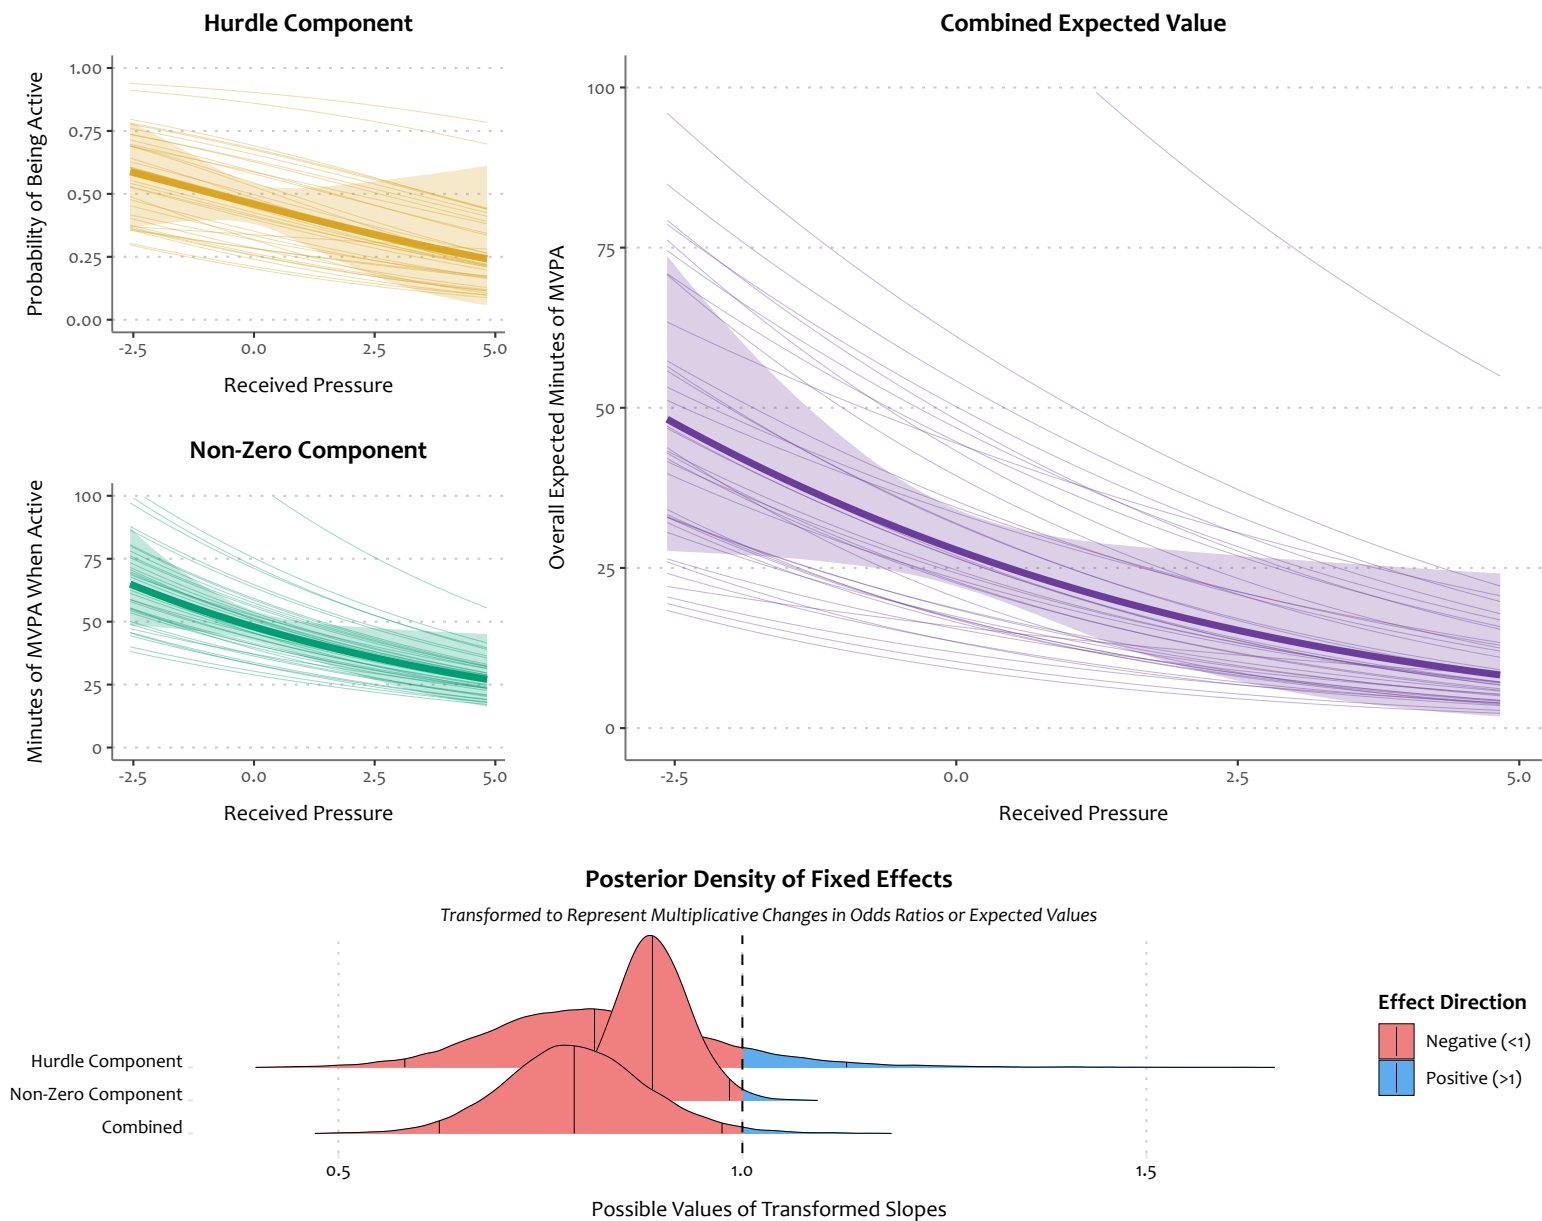 Hurdle Component
Probability of Being Active
1.00
0.75
0.50
0.25
0.00
-2.5
0.0
2.5
5.0
Received Pressure
Non-Zero Component
Minutes of MVPA When Active
100
75
50
25
0
-2.5
0.0
2.5
5.0
Received Pressure
Combined Expected Value
Overall Expected Minutes of MVPA
100
75
50
25
0
-2.5
0.0
2.5
5.0
Received Pressure
Posterior Density of Fixed Effects
Transformed to Represent Multiplicative Changes in Odds Ratios or Expected Values
Hurdle Component
Non-Zero Component
Combined
0.5
1.0
1.5
Possible Values of Transformed Slopes
Effect Direction
Negative (<1)
Positive (>1)